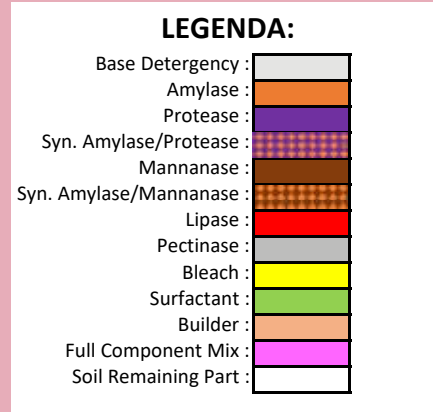 LEGENDA:
Base Detergency :
Amylase :
Protease :
Syn. Amylase/Protease :
Mannanase :
Syn. Amylase/Mannanase :
Lipase :
Pectinase :
Bleach :
Surfactant :
Builder :
Full Component Mix :
Soil Remaining Part :